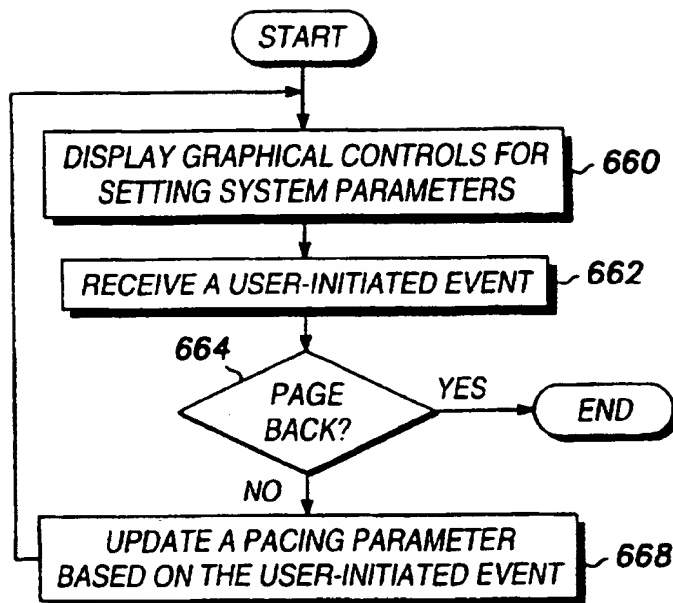 START
DISPLAY GRAPHICAL CONTROLS FOR
SETTING SYSTEM PARAMETERS
660
RECEIVE A USER-INITIATED EVENT
662
664
PAGE
BACK?
YES
END
NO
UPDATE A PACING PARAMETER
BASED ON THE USER-INITIATED EVENT
668